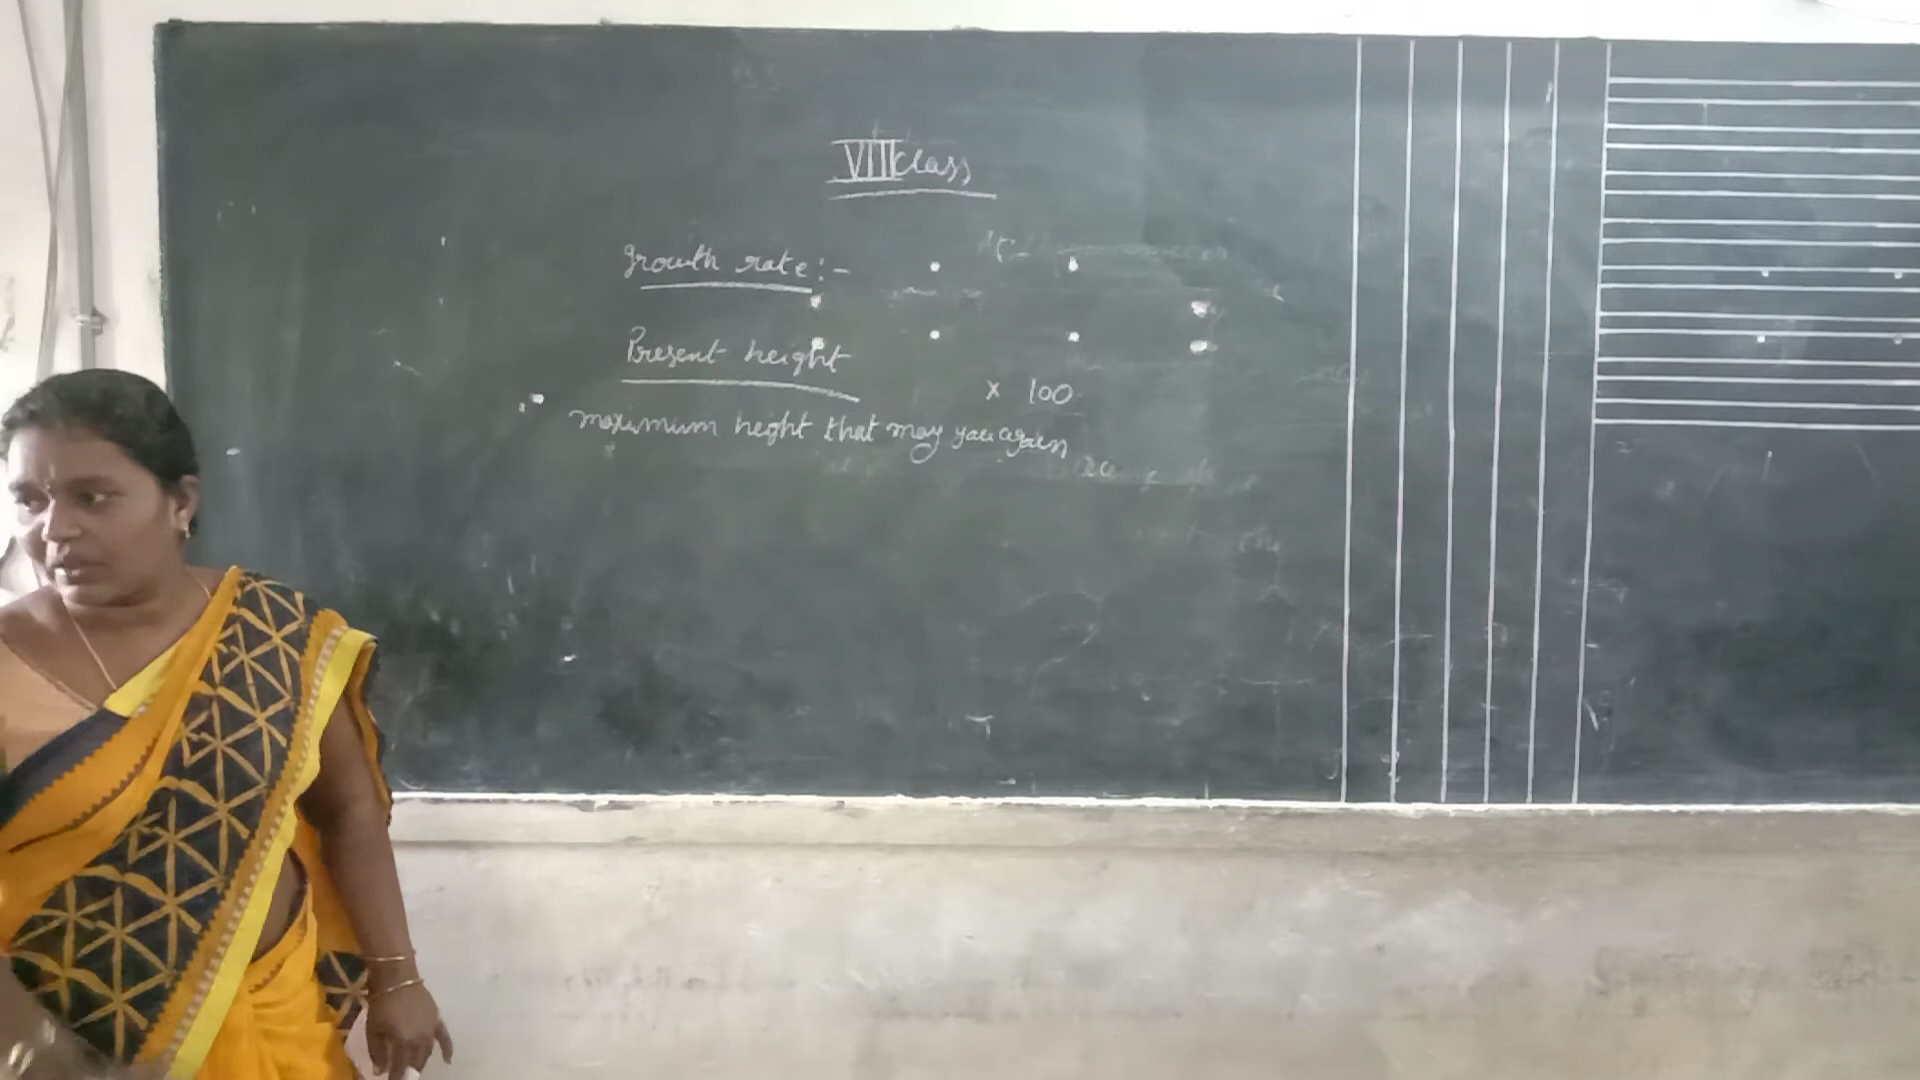 VIII class
Growth rate:-
Present height
x 100
maximum height that may you again